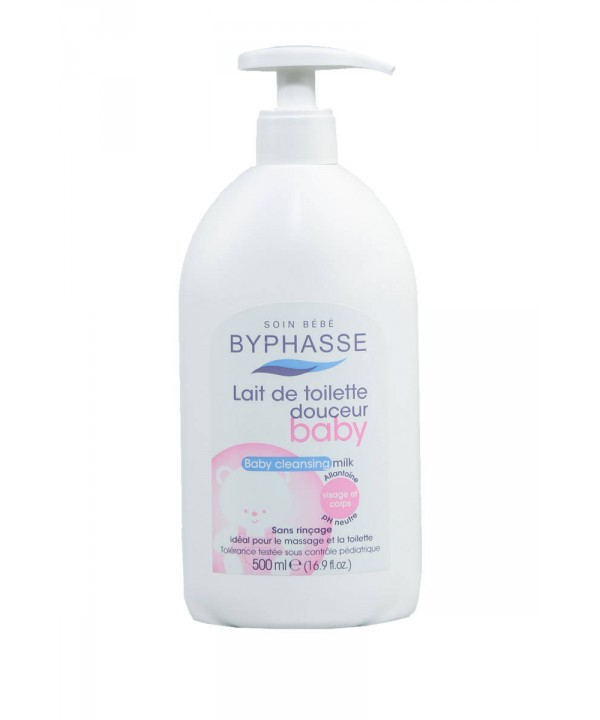 SOIN BÉBÉ
BYPHASSE
Lait de toilette
douceur
baby
Baby cleansing milk
Allantoïne
visage et
corps
pH neutre
Sans rinçage
idéal pour le massage et la toilette
Tolérance testée sous contrôle pédiatrique
500 ml ℮ (16.9 fl.oz.)